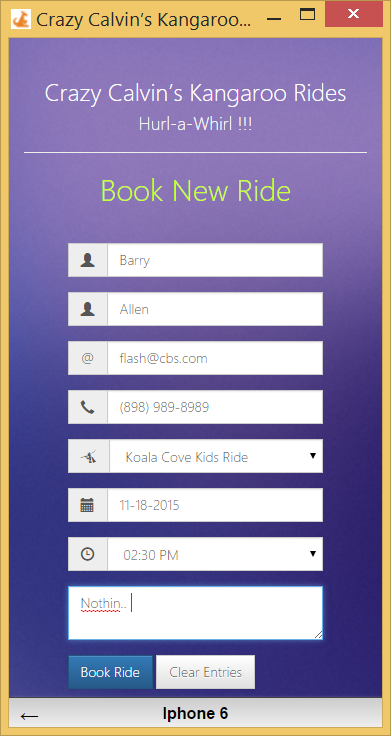 Crazy Calvin's Kangaroo...
Crazy Calvin's Kangaroo Rides
Hurl-a-Whirl !!!
Book New Ride
Barry
Allen
@ flash@cbs.com
(898) 989-8989
Koala Cove Kids Ride
11-18-2015
02:30 PM
Nothin..
Book Ride Clear Entries
Iphone 6